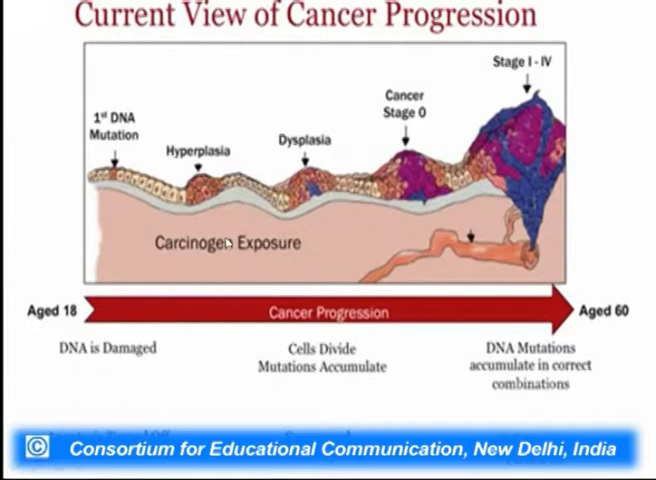 Current View of Cancer Progression
Stage I - IV
Cancer
Stage 0
1st DNA
Mutation
Dysplasia
Hyperplasia
Carcinogen Exposure
Aged 18
Cancer Progression
Aged 60
DNA is Damaged
Cells Divide
Mutations Accumulate
DNA Mutations
accumulate in correct
combinations
© Consortium for Educational Communication, New Delhi, India